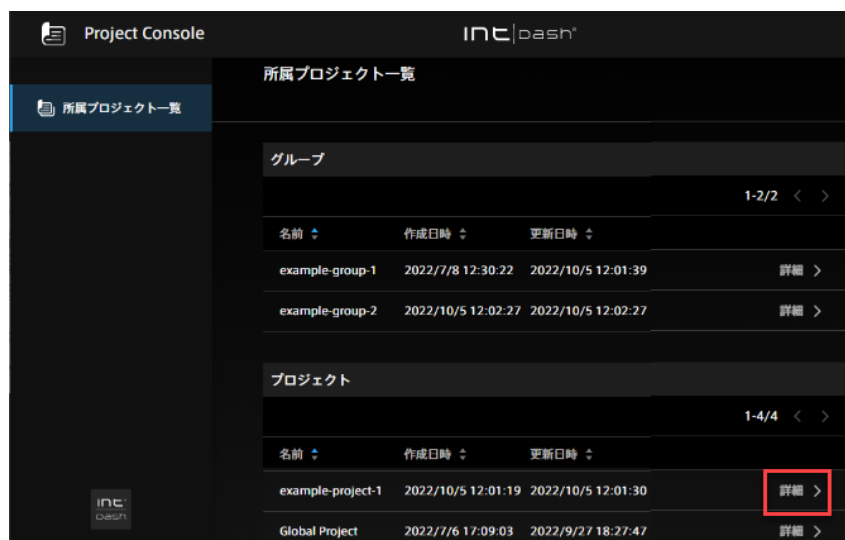 Project Console
intdash
所属プロジェクト一覧
所属プロジェクト一覧
グループ
1-2/2
名前 作成日時 更新日時
example-group-1 2022/7/8 12:30:22 2022/10/5 12:01:39 詳細
example-group-2 2022/10/5 12:02:27 2022/10/5 12:02:27 詳細
プロジェクト
1-4/4
名前 作成日時 更新日時
example-project-1 2022/10/5 12:01:19 2022/10/5 12:01:30 詳細
Global Project 2022/7/6 17:09:03 2022/9/27 18:27:47 詳細
int
dash